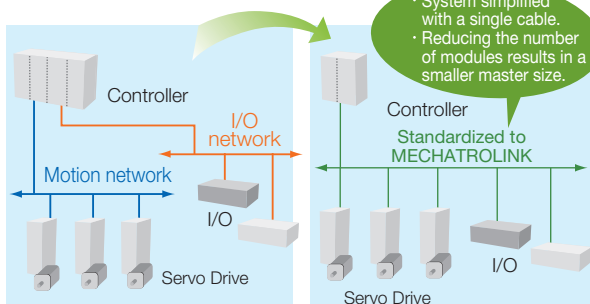 · System simplified
with a single cable.
· Reducing the number
of modules results in a
smaller master size.
Controller
I/O
network
Motion network
I/O
Servo Drive
Controller
Standardized to
MECHATROLINK
I/O
Servo Drive